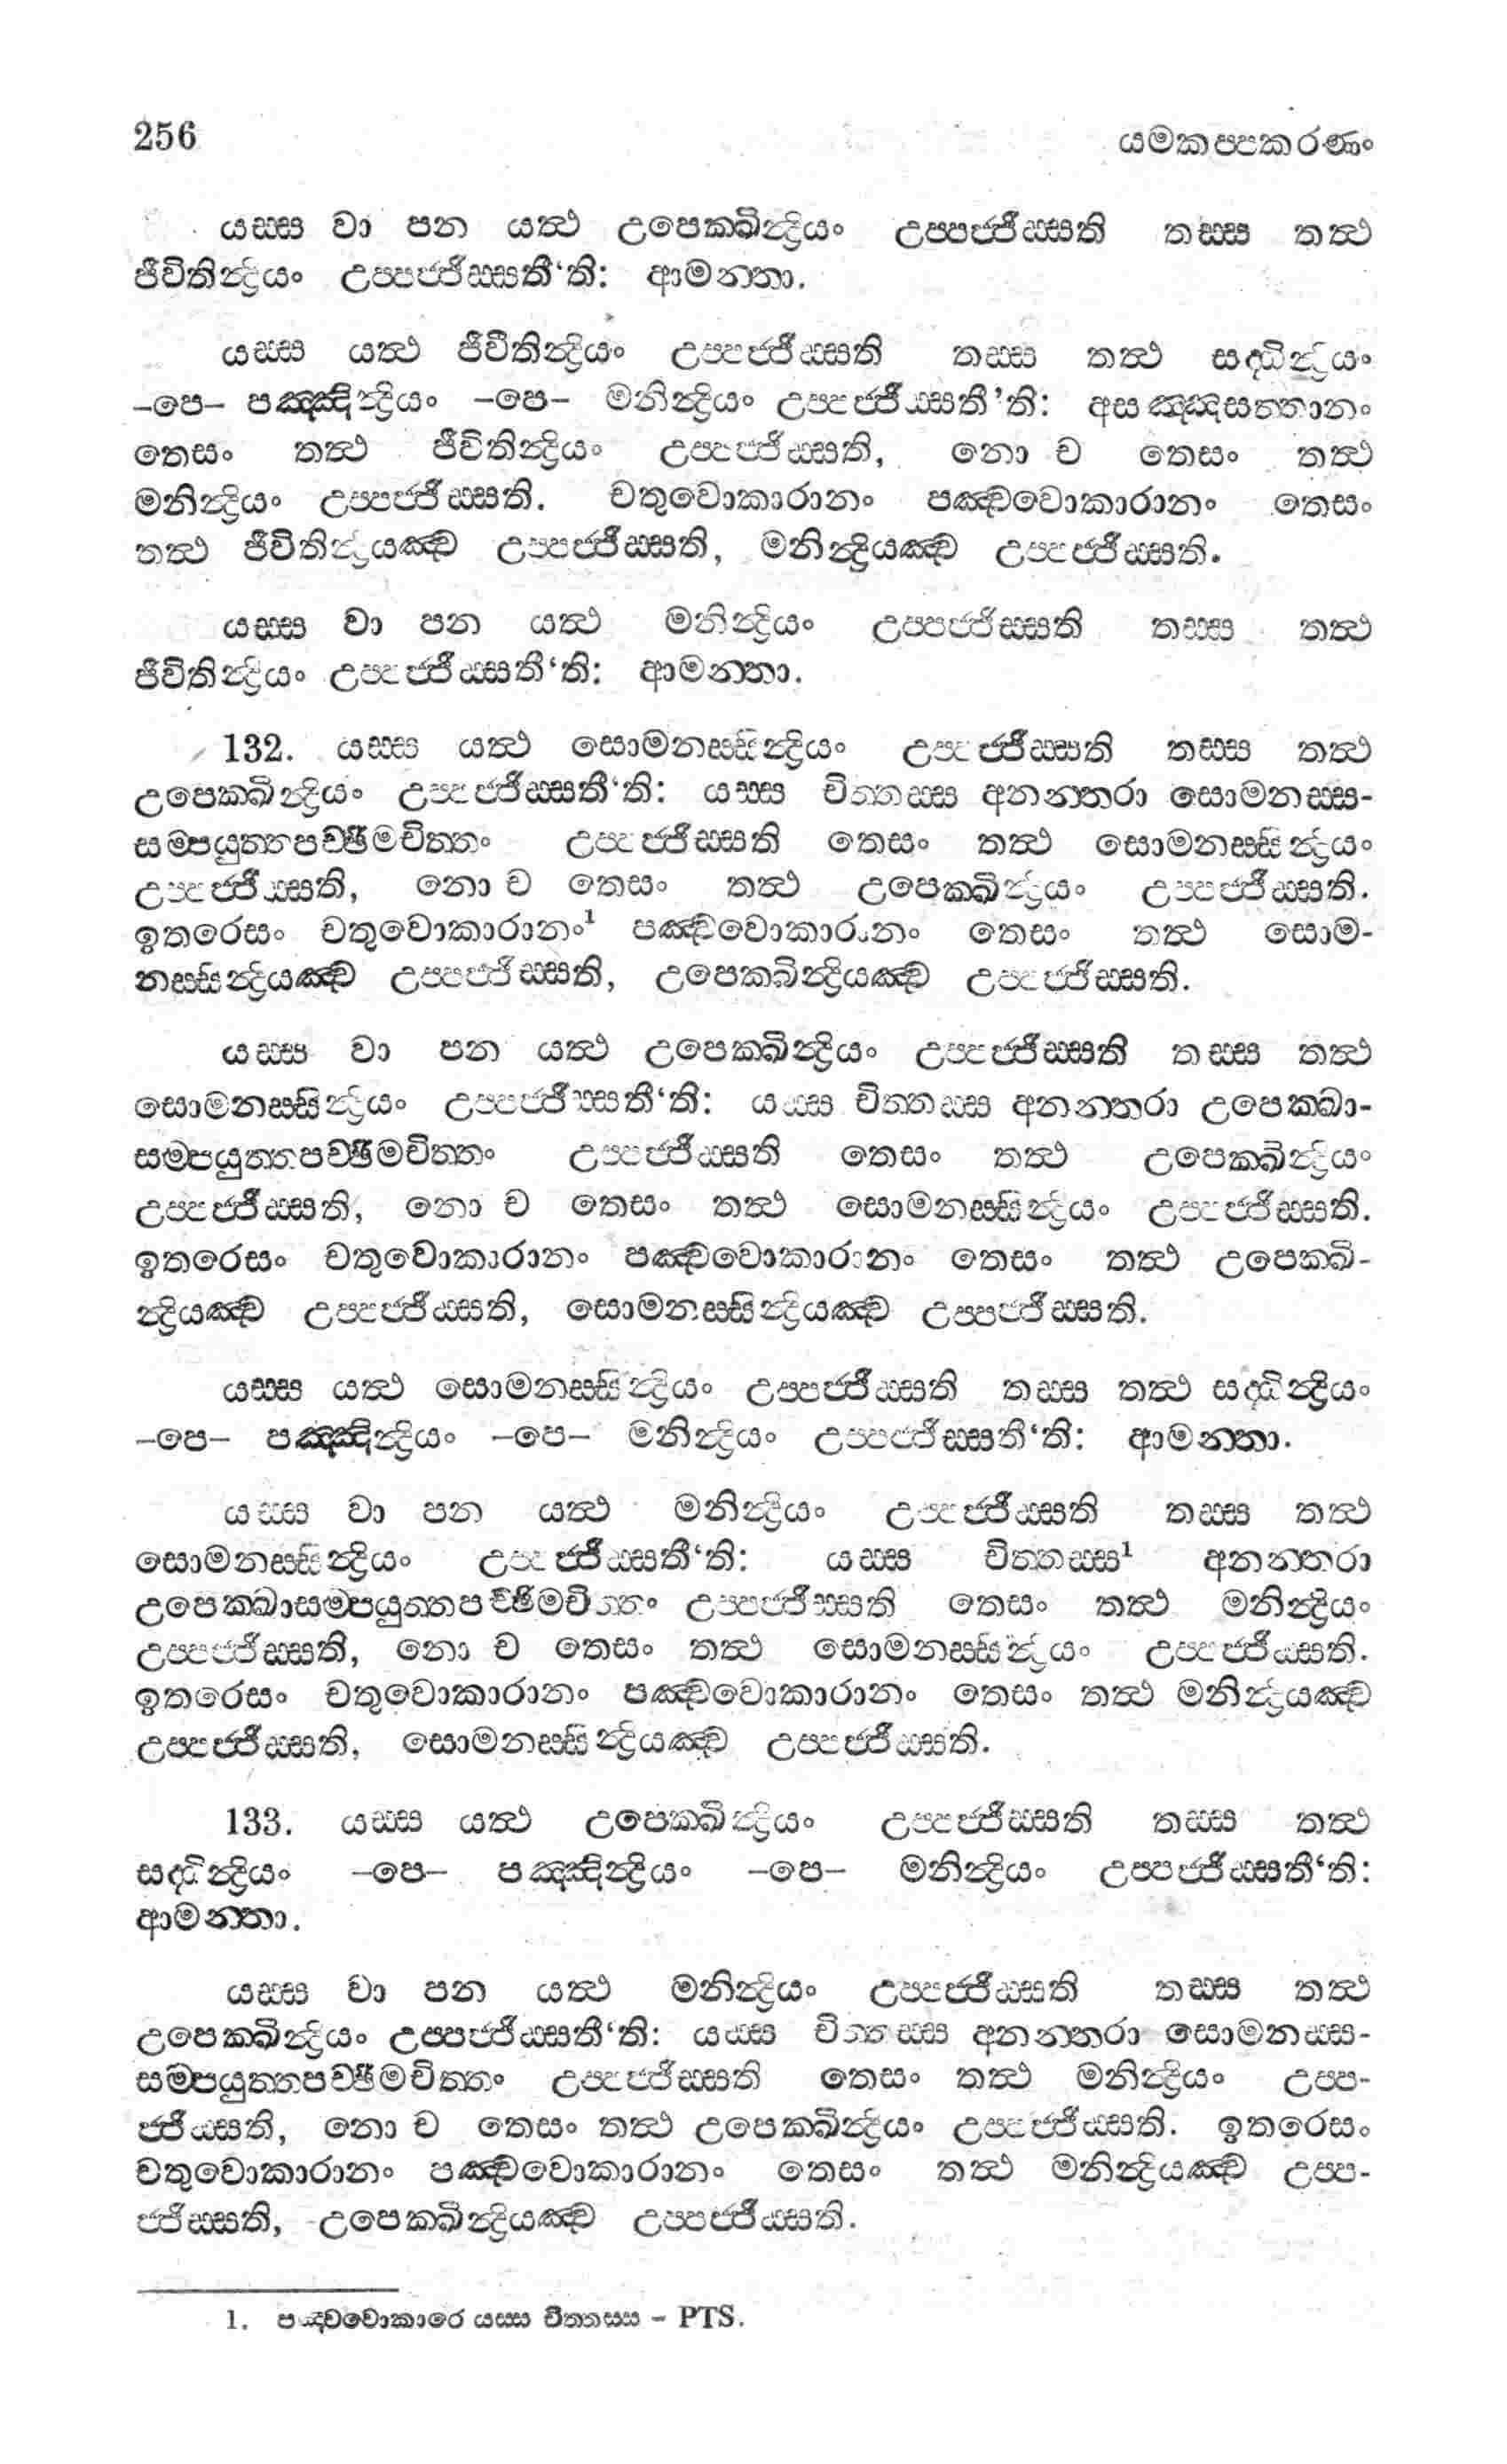 256 යමකප්පකරණං
යස්ස වා පන යත්ථ උපෙක්ඛින්ද්‍රියං උප්පජ්ජිස්සති තස්ස තත්ථ
ජීවිතින්ද්‍රියං උප්පජ්ජිස්සතී‘ති: ආමන්තා.
යස්ස යත්ථ ජීවිතින්ද්‍රියං උප්පජ්ජිස්සති තස්ස තත්ථ සද්ධින්ද්‍රියං
–පෙ– පඤ්ඤින්ද්‍රියං –පෙ– මනින්ද්‍රියං උප්පජ්ජිස්සතී’ති: අසඤ්ඤසත්තානං
තෙසං තත්ථ ජීවිතින්ද්‍රියං උප්පජ්ජිස්සති, නො ච තෙසං තත්ථ
මනින්ද්‍රියං උප්පජ්ජිස්සති. චතුවොකාරානං පඤ්චවොකාරානං තෙසං
තත්ථ ජීවිතින්ද්‍රියඤ්ච උප්පජ්ජිස්සති, මනින්ද්‍රියඤ්ච උප්පජ්ජිස්සති.
යස්ස වා පන යත්ථ මනින්ද්‍රියං උප්පජ්ජිස්සති තස්ස තත්ථ
ජීවිතින්ද්‍රියං උප්පජ්ජිස්සතී‘ති: ආමන්තා.
132. යස්ස යත්ථ සොමනස්සින්ද්‍රියං උප්පජ්ජිස්සති තස්ස තත්ථ
උපෙක්ඛින්ද්‍රියං උප්පජ්ජිස්සතී‘ති: යස්ස චිත්තස්ස අනන්තරා සොමනස්ස-
සම්පයුත්තපච්ඡිමචිත්තං උප්පජ්ජිස්සති තෙසං තත්ථ සොමනස්සින්ද්‍රියං
උප්පජ්ජිස්සති, නො ච තෙසං තත්ථ උපෙක්ඛින්ද්‍රියං උප්පජ්ජිස්සති.
ඉතරෙසං චතුවොකාරානං¹ පඤ්චවොකාරානං තෙසං තත්ථ සොම-
නස්සින්ද්‍රියඤ්ච උප්පජ්ජිස්සති, උපෙකඛින්ද්‍රියඤ්ච උප්පජ්ජිස්සති.
යස්ස වා පන යත්ථ උපෙක්ඛින්ද්‍රියං උප්පජ්ජිස්සති තස්ස තත්ථ
සොමනස්සින්ද්‍රියං උප්පජ්ජිස්සතී‘ති: යස්ස චිත්තස්ස අනන්තරා උපෙක්ඛා-
සම්පයුත්තපච්ඡිමචිත්තං උප්පජ්ජිස්සති තෙසං තත්ථ උපෙක්ඛින්ද්‍රියං
උප්පජ්ජිස්සති, නො ච තෙසං තත්ථ සොමනස්සින්ද්‍රියං උප්පජ්ජිස්සති.
ඉතරෙසං චතුවොකාරානං පඤ්චවොකාරානං තෙසං තත්ථ උපෙක්ඛි-
න්ද්‍රියඤ්ච උප්පජ්ජිස්සති, සොමනස්සින්ද්‍රියඤ්ච උප්පජ්ජිස්සති.
යස්ස යත්ථ සොමනස්සින්ද්‍රියං උප්පජ්ජිස්සති තස්ස තත්ථ සද්ධින්ද්‍රියං
–පෙ– පඤ්ඤින්ද්‍රියං –පෙ– මනින්ද්‍රියං උප්පජ්ජිස්සතී‘ති: ආමන්තා.
යස්ස වා පන යත්ථ මනින්ද්‍රියං උප්පජ්ජිස්සති තස්ස තත්ථ
සොමනස්සින්ද්‍රියං උප්පජ්ජිස්සතී‘ති: යස්ස චිත්තස්ස¹ අනන්තරා
උපෙක්ඛාසම්පයුත්තපච්ඡිමචිත්තං උප්පජ්ජිස්සති තෙසං තත්ථ මනින්ද්‍රියං
උප්පජ්ජිස්සති, නො ච තෙසං තත්ථ සොමනස්සින්ද්‍රියං උප්පජ්ජිස්සති.
ඉතරෙසං චතුවොකාරානං පඤ්චවොකාරානං තෙසං තත්ථ මනින්ද්‍රියඤ්ච
උප්පජ්ජිස්සති, සොමනස්සින්ද්‍රියඤ්ච උප්පජ්ජිස්සති.
133. යස්ස යත්ථ උපෙක්ඛින්ද්‍රියං උප්පජ්ජිස්සති තස්ස තත්ථ
සද්ධින්ද්‍රියං –පෙ– පඤ්ඤින්ද්‍රියං –පෙ– මනින්ද්‍රියං උප්පජ්ජිස්සතී‘ති:
ආමන්තා.
යස්ස වා පන යත්ථ මනින්ද්‍රියං උප්පජ්ජිස්සති තස්ස තත්ථ
උපෙක්ඛින්ද්‍රියං උප්පජ්ජිස්සතී‘ති: යස්ස චිත්තස්ස අනන්තරා සොමනස්ස-
සම්පයුත්තපච්ඡිමචිත්තං උප්පජ්ජිස්සති තෙසං තත්ථ මනින්ද්‍රියං උප්ප-
ජ්ජිස්සති, නො ච තෙසං තත්ථ උපෙක්ඛින්ද්‍රියං උප්පජ්ජිස්සති. ඉතරෙසං
චතුවොකාරානං පඤ්චවොකාරානං තෙසං තත්ථ මනින්ද්‍රියඤ්ච උප්ප-
ජ්ජිස්සති, උපෙක්ඛින්ද්‍රියඤ්ච උප්පජ්ජිස්සති.
1. පඤ්චවොකාරෙ යස්ස චිත්තස්ස – PTS.